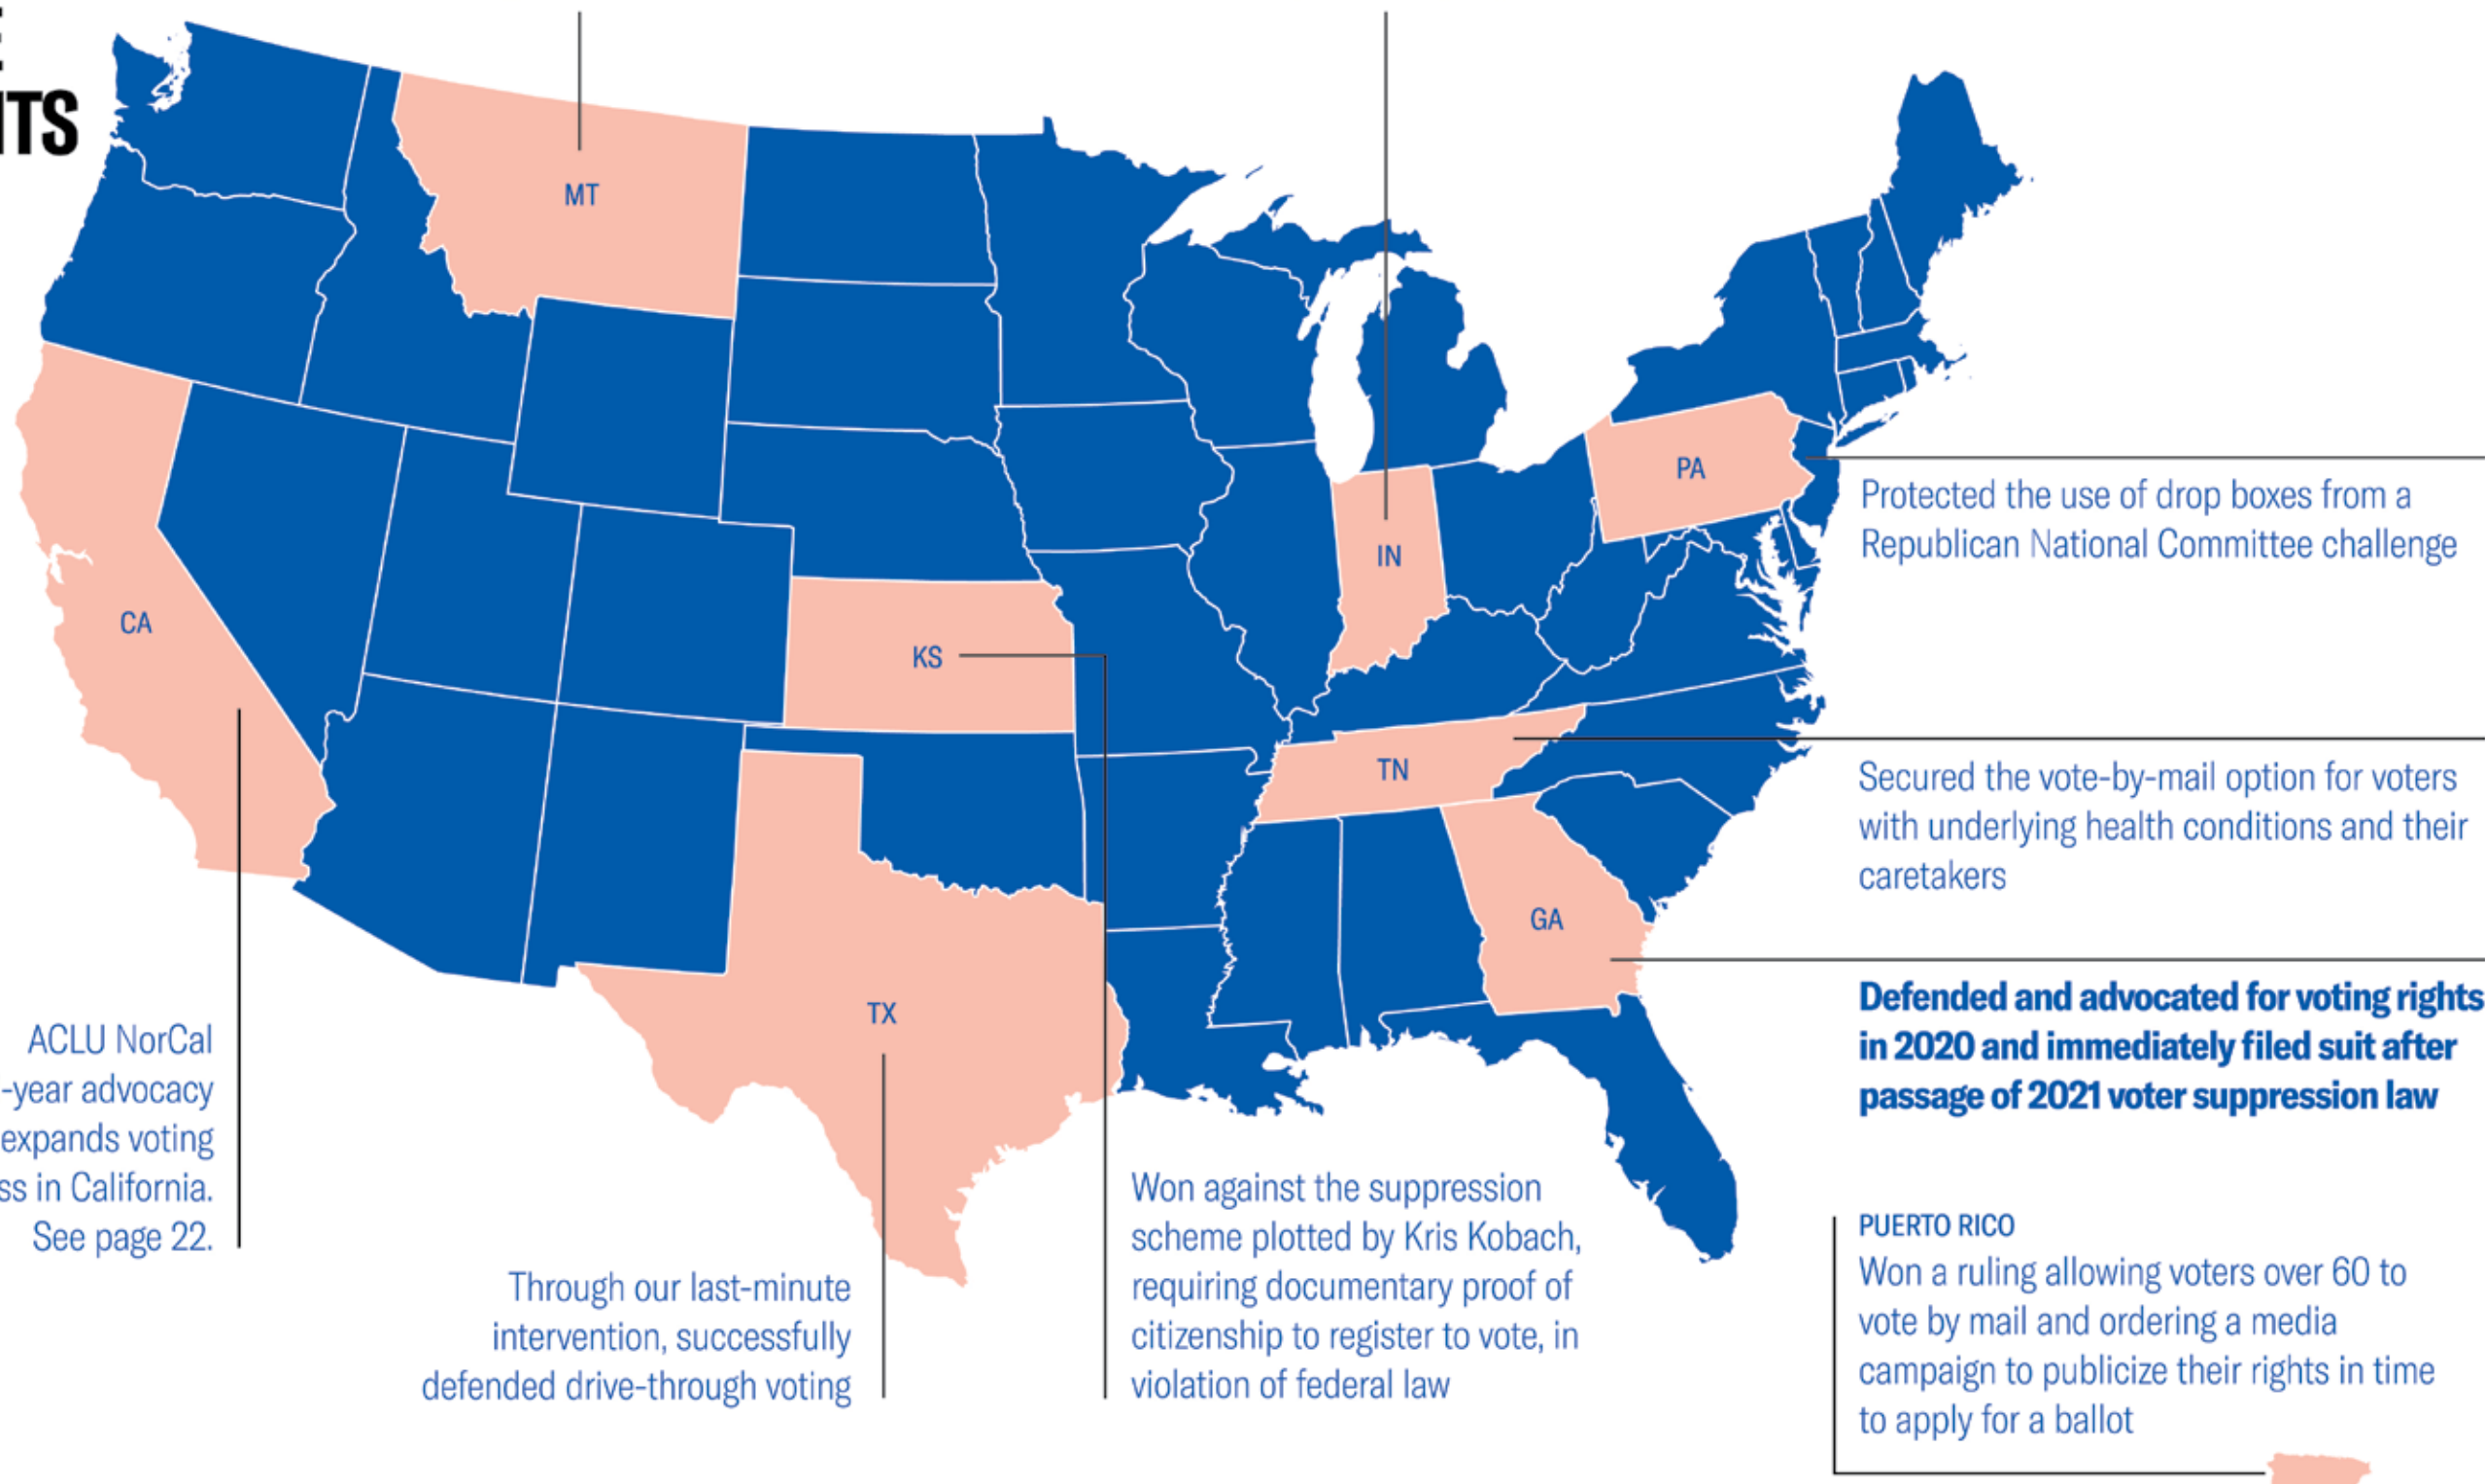 MT
PA
Protected the use of drop boxes from a
Republican National Committee challenge
IN
CA
KS
TN
Secured the vote-by-mail option for voters
with underlying health conditions and their
caretakers
GA
Defended and advocated for voting rights
in 2020 and immediately filed suit after
passage of 2021 voter suppression law
TX
ACLU NorCal
-year advocacy
expands voting
in California.
See page 22.
Through our last-minute
intervention, successfully
defended drive-through voting
Won against the suppression
scheme plotted by Kris Kobach,
requiring documentary proof of
citizenship to register to vote, in
violation of federal law
PUERTO RICO
Won a ruling allowing voters over 60 to
vote by mail and ordering a media
campaign to publicize their rights in time
to apply for a ballot